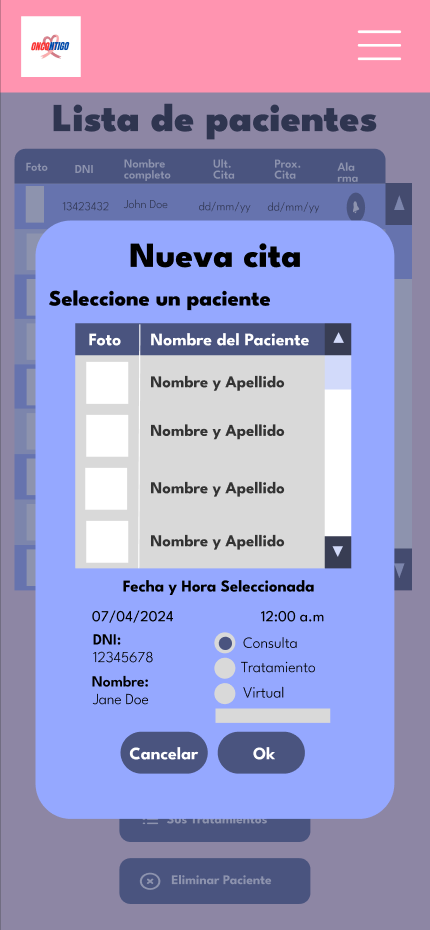 ONCONTIGO
Lista de pacientes
Foto DNI Nombre completo Ult. Cita Prox. Cita Ala rma
13423432 John Doe dd/mm/yy dd/mm/yy
Nueva cita
Seleccione un paciente
Foto Nombre del Paciente
Nombre y Apellido
Nombre y Apellido
Nombre y Apellido
Nombre y Apellido
Fecha y Hora Seleccionada
07/04/2024 12:00 a.m
DNI:
12345678
Nombre:
Jane Doe
Consulta
Tratamiento
Virtual
Cancelar Ok
Sus Tratamientos
Eliminar Paciente